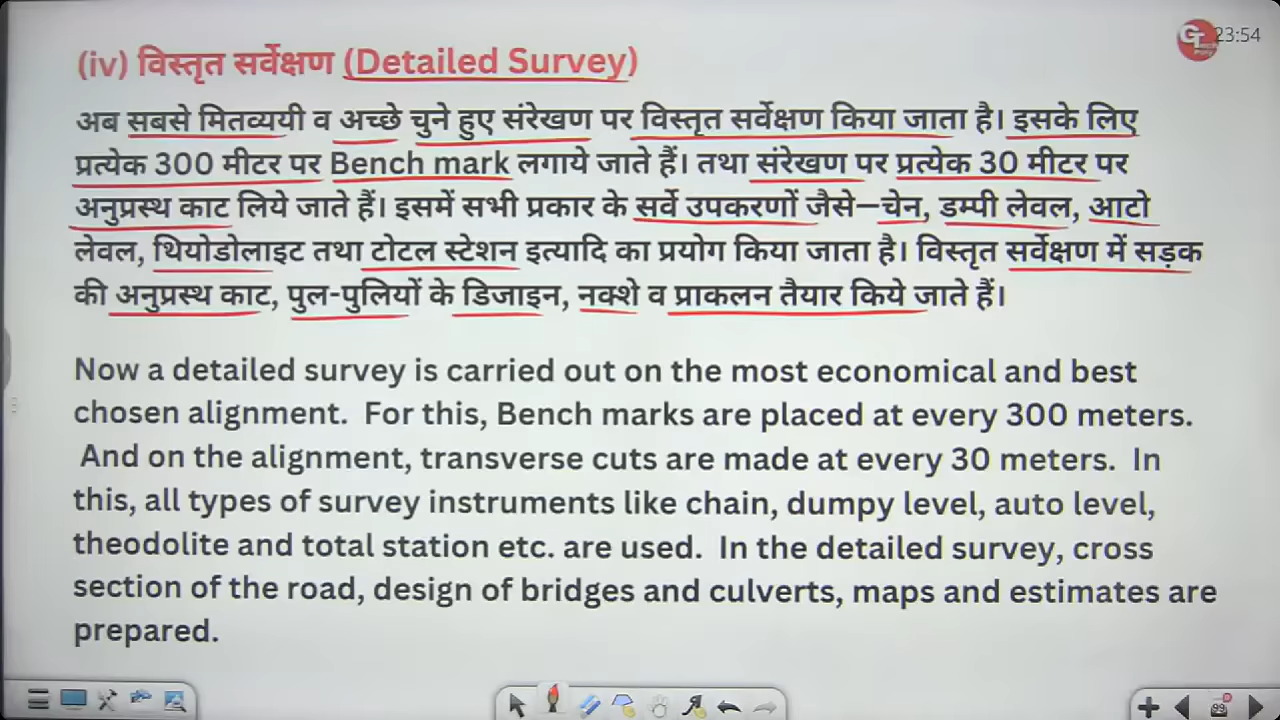 (iv) विस्तृत सर्वेक्षण (Detailed Survey)
23:54
अब सबसे मितव्ययी व अच्छे चुने हुए संरेखण पर विस्तृत सर्वेक्षण किया जाता है। इसके लिए
प्रत्येक 300 मीटर पर Bench mark लगाये जाते हैं। तथा संरेखण पर प्रत्येक 30 मीटर पर
अनुप्रस्थ काट लिये जाते हैं। इसमें सभी प्रकार के सर्वे उपकरणों जैसे–चेन, डम्पी लेवल, आटो
लेवल, थियोडोलाइट तथा टोटल स्टेशन इत्यादि का प्रयोग किया जाता है। विस्तृत सर्वेक्षण में सड़क
की अनुप्रस्थ काट, पुल-पुलियों के डिजाइन, नक्शे व प्राकलन तैयार किये जाते हैं।
Now a detailed survey is carried out on the most economical and best
chosen alignment. For this, Bench marks are placed at every 300 meters.
And on the alignment, transverse cuts are made at every 30 meters. In
this, all types of survey instruments like chain, dumpy level, auto level,
theodolite and total station etc. are used. In the detailed survey, cross
section of the road, design of bridges and culverts, maps and estimates are
prepared.